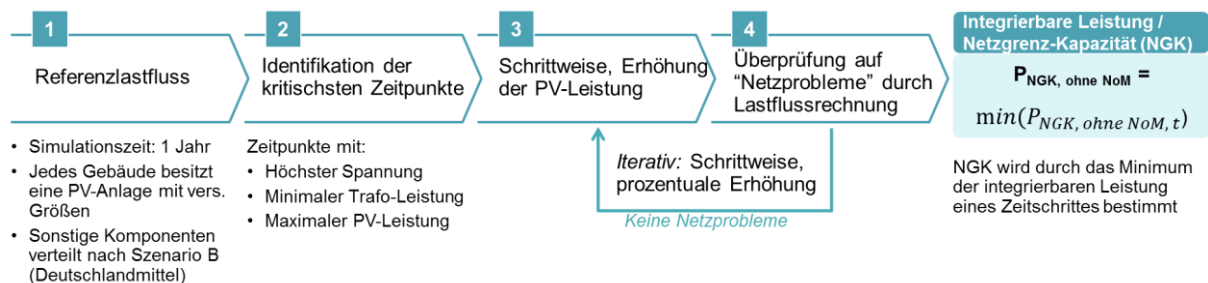 1
Referenzlastfluss
• Simulationszeit: 1 Jahr
• Jedes Gebäude besitzt
eine PV-Anlage mit vers.
Größen
• Sonstige Komponenten
verteilt nach Szenario B
(Deutschlandmittel)
2
Identifikation der
kritischsten Zeitpunkte
Zeitpunkte mit:
• Höchster Spannung
• Minimaler Trafo-Leistung
• Maximaler PV-Leistung
3
Schrittweise, Erhöhung
der PV-Leistung
4
Überprüfung auf
“Netzprobleme” durch
Lastflussrechnung
Iterativ: Schrittweise,
prozentuale Erhöhung
Keine Netzprobleme
Integrierbare Leistung /
Netzgrenz-Kapazität (NGK)
P NGK, ohne NoM =
min(P NGK, ohne NoM, t)
NGK wird durch das Minimum
der integrierbaren Leistung
eines Zeitschrittes bestimmt